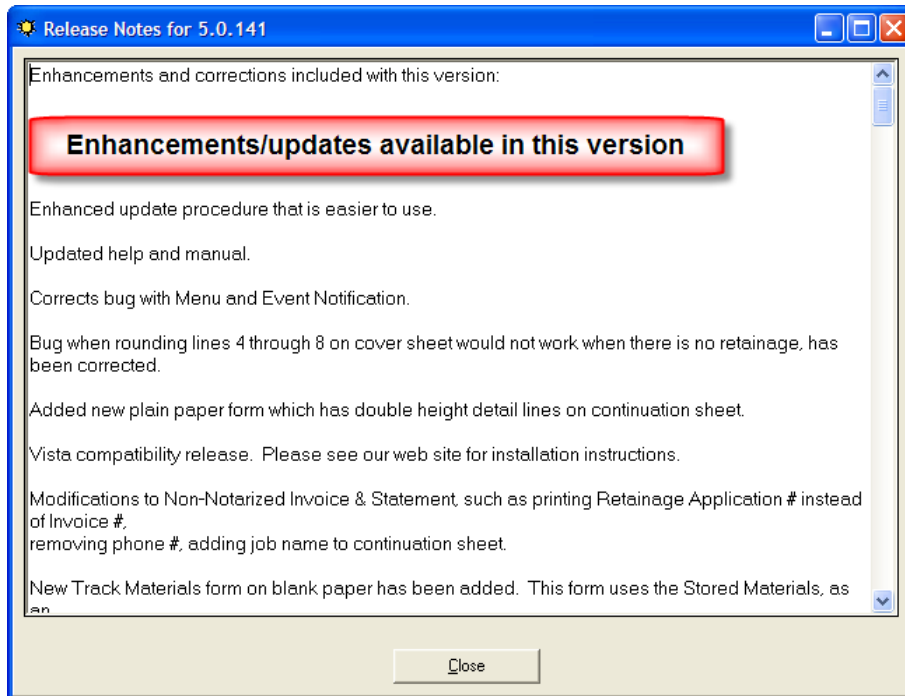 Release Notes for 5.0.141
Enhancements and corrections included with this version:
Enhancements/updates available in this version
Enhanced update procedure that is easier to use.
Updated help and manual.
Corrects bug with Menu and Event Notification.
Bug when rounding lines 4 through 8 on cover sheet would not work when there is no retainage, has
been corrected.
Added new plain paper form which has double height detail lines on continuation sheet.
Vista compatibility release.  Please see our web site for installation instructions.
Modifications to Non-Notarized Invoice & Statement, such as printing Retainage Application # instead
of Invoice #,
removing phone #, adding job name to continuation sheet.
New Track Materials form on blank paper has been added.  This form uses the Stored Materials, as
an
Close